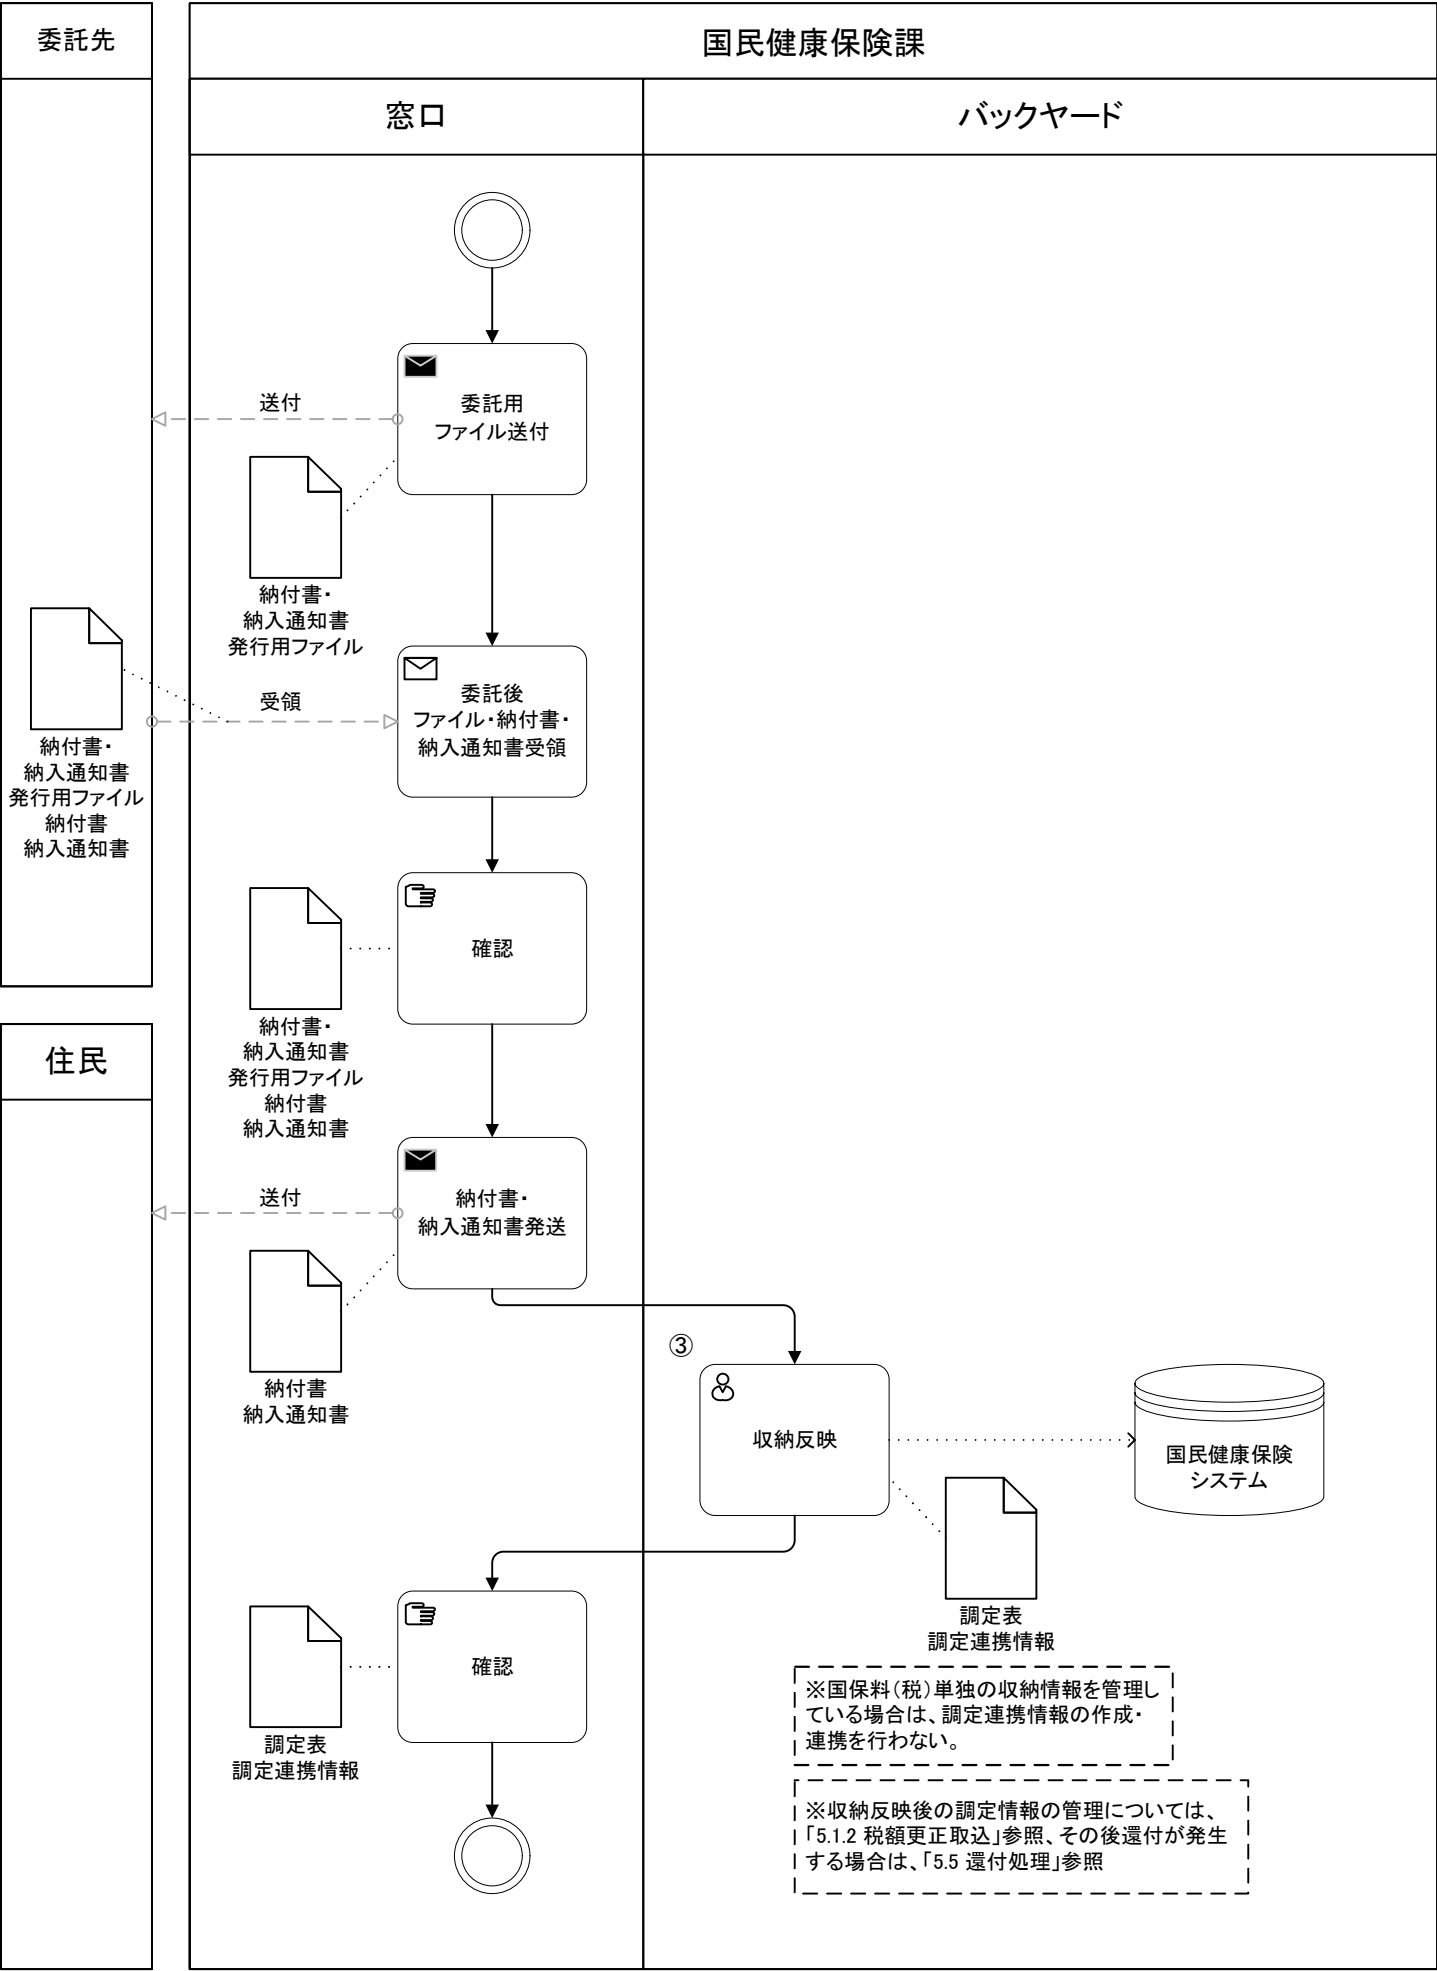 委託先
国民健康保険課
窓口
バックヤード
送付
委託用
ファイル送付
納付書・
納入通知書
発行用ファイル
受領
委託後
ファイル・納付書・
納入通知書受領
納付書・
納入通知書
発行用ファイル
納付書
納入通知書
確認
納付書・
納入通知書
発行用ファイル
納付書
納入通知書
住民
送付
納付書・
納入通知書発送
納付書
納入通知書
③
収納反映
国民健康保険
システム
調定表
調定連携情報
確認
調定表
調定連携情報
※国保料(税)単独の収納情報を管理し
ている場合は、調定連携情報の作成・
連携を行わない。
※収納反映後の調定情報の管理については、
「5.1.2 税額更正取込」参照、その後還付が発生
する場合は、「5.5 還付処理」参照